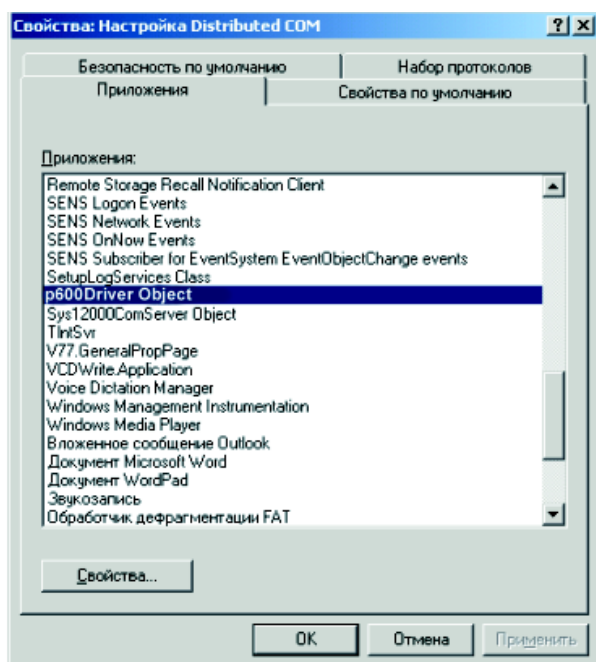 Свойства: Настройка Distributed COM
Безопасность по умолчанию
Набор протоколов
Приложения
Свойства по умолчанию
Приложения:
Remote Storage Recall Notification Client
SENS Logon Events
SENS Network Events
SENS OnNow Events
SENS Subscriber for EventSystem EventObjectChange events
SetupLogServices Class
p600Driver Object
Sys12000ComServer Object
TlntSvr
V77.GeneralPropPage
VCDWrite.Application
Voice Dictation Manager
Windows Management Instrumentation
Windows Media Player
Вложенное сообщение Outlook
Документ Microsoft Word
Документ WordPad
Звукозапись
Обработчик дефрагментации FAT
Свойства...
OK
Отмена
Применить